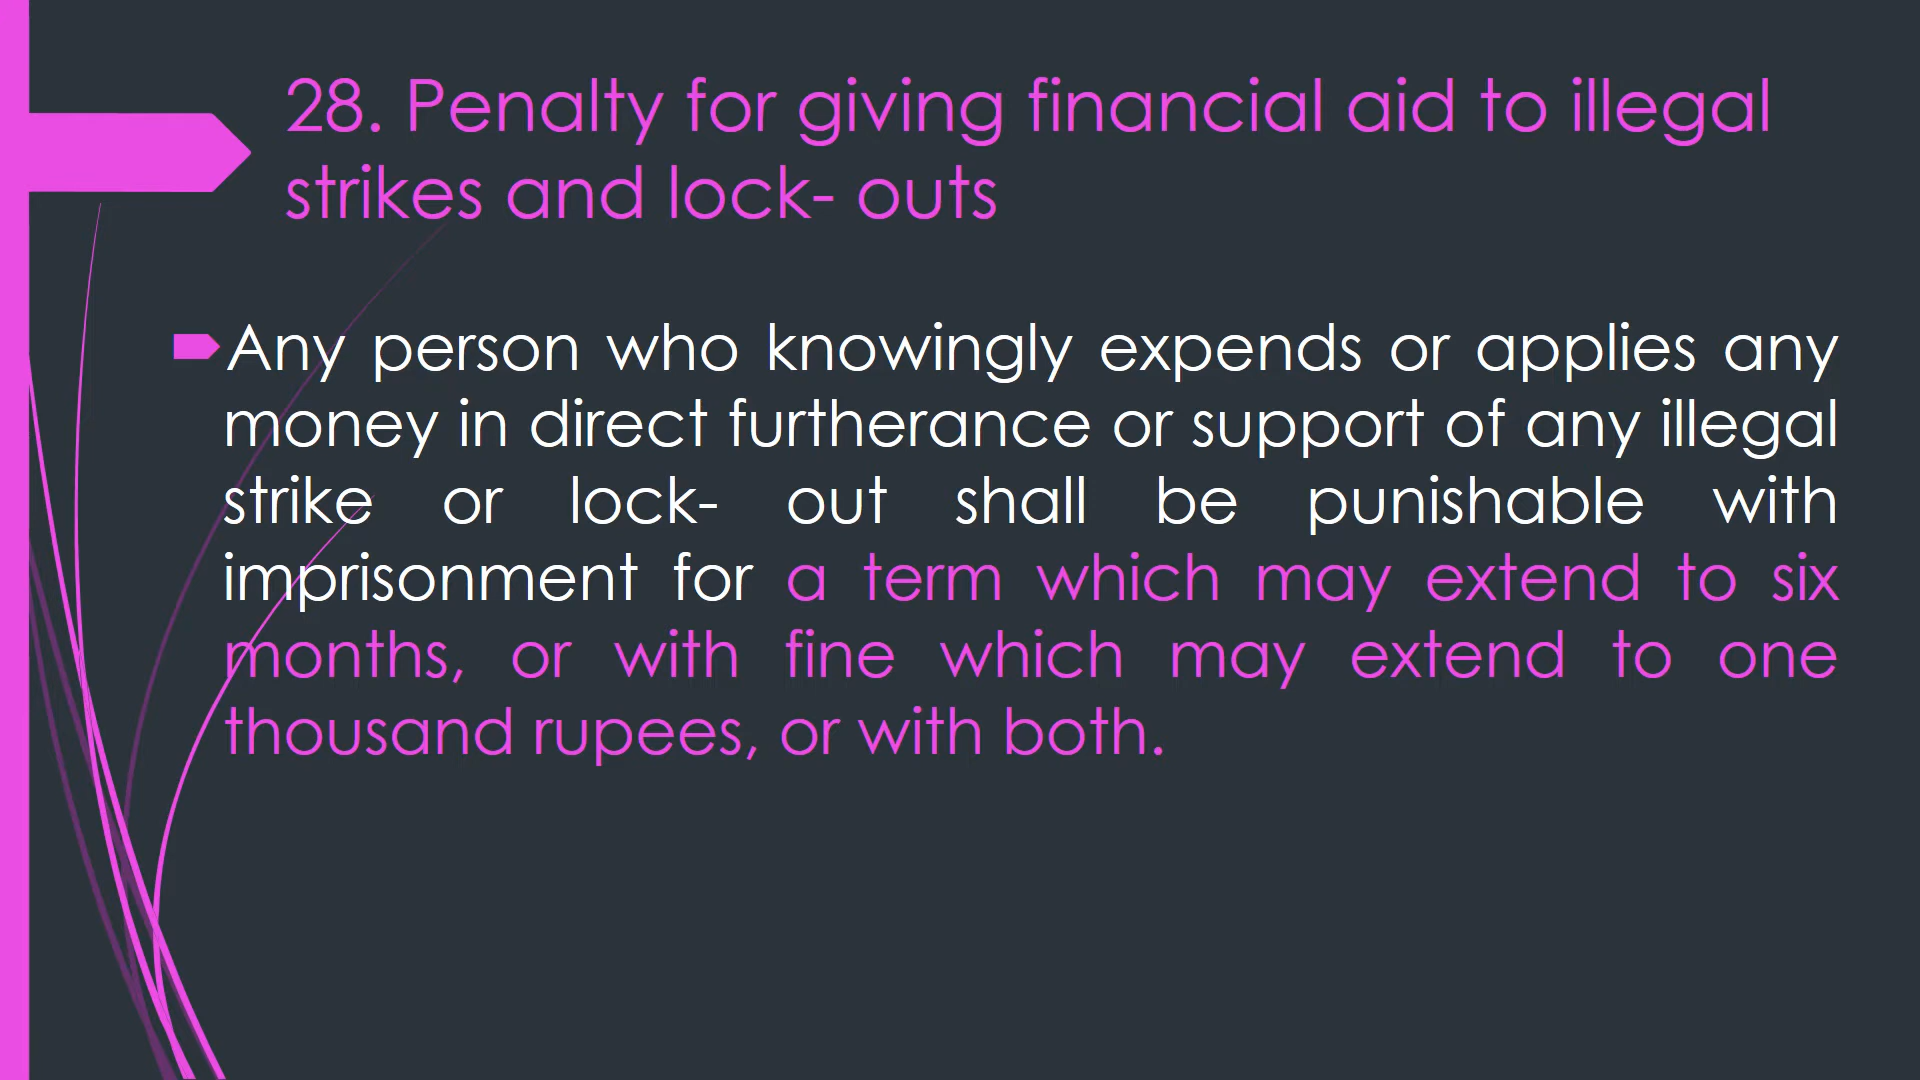 28. Penalty for giving financial aid to illegal
strikes and lock- outs
Any person who knowingly expends or applies any
money in direct furtherance or support of any illegal
strike or lock- out shall be punishable with
imprisonment for a term which may extend to six
months, or with fine which may extend to one
thousand rupees, or with both.